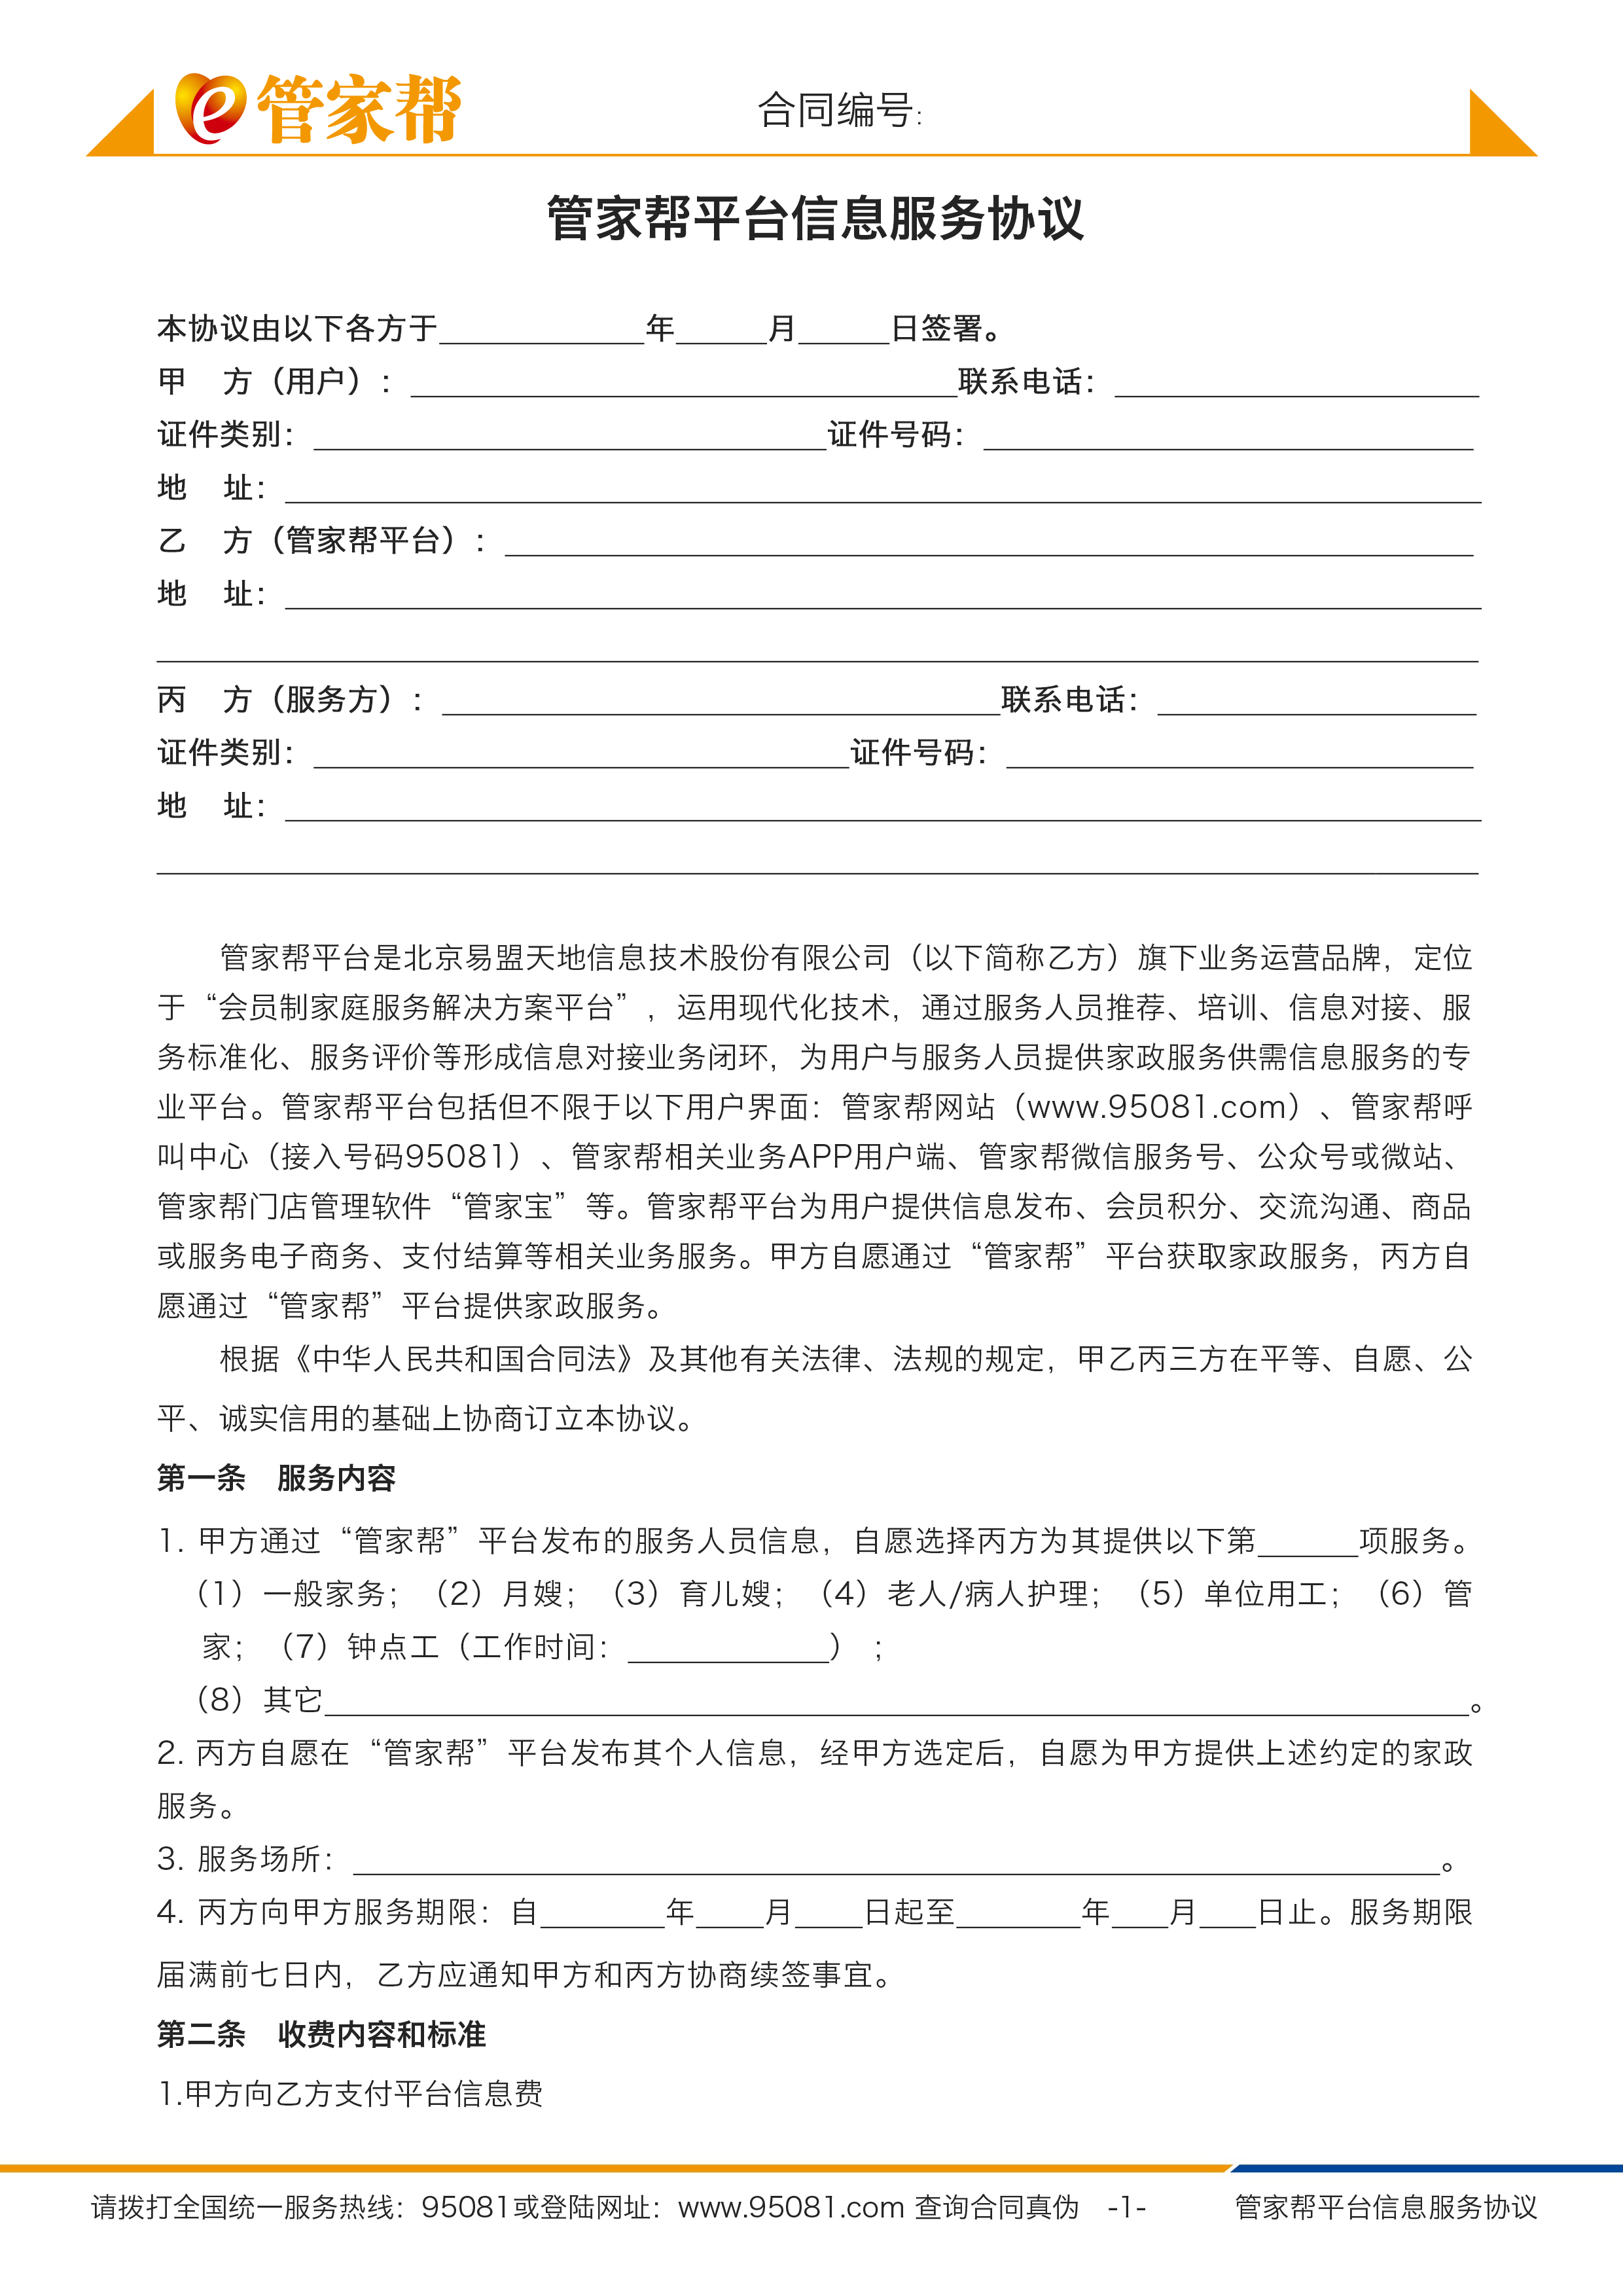 e管家帮
合同编号:
管家帮平台信息服务协议
本协议由以下各方于____________年_____月_____日签署。
甲 方（用户）：______________________________联系电话：____________________
证件类别：____________________________证件号码：___________________________
地 址：__________________________________________________________________
乙 方（管家帮平台）：_____________________________________________________
地 址：__________________________________________________________________
_________________________________________________________________________
丙 方（服务方）：______________________________联系电话：_________________
证件类别：_____________________________证件号码：__________________________
地 址：__________________________________________________________________
_________________________________________________________________________
管家帮平台是北京易盟天地信息技术股份有限公司（以下简称乙方）旗下业务运营品牌，定位
于“会员制家庭服务解决方案平台”，运用现代化技术，通过服务人员推荐、培训、信息对接、服
务标准化、服务评价等形成信息对接业务闭环，为用户与服务人员提供家政服务供需信息服务的专
业平台。管家帮平台包括但不限于以下用户界面：管家帮网站（www.95081.com）、管家帮呼
叫中心（接入号码95081）、管家帮相关业务APP用户端、管家帮微信服务号、公众号或微站、
管家帮门店管理软件“管家宝”等。管家帮平台为用户提供信息发布、会员积分、交流沟通、商品
或服务电子商务、支付结算等相关业务服务。甲方自愿通过“管家帮”平台获取家政服务，丙方自
愿通过“管家帮”平台提供家政服务。
根据《中华人民共和国合同法》及其他有关法律、法规的规定，甲乙丙三方在平等、自愿、公
平、诚实信用的基础上协商订立本协议。
第一条 服务内容
1. 甲方通过“管家帮”平台发布的服务人员信息，自愿选择丙方为其提供以下第______项服务。
（1）一般家务；（2）月嫂；（3）育儿嫂；（4）老人/病人护理；（5）单位用工；（6）管
家；（7）钟点工（工作时间：____________）；
（8）其它____________________________________________________________________。
2. 丙方自愿在“管家帮”平台发布其个人信息，经甲方选定后，自愿为甲方提供上述约定的家政
服务。
3. 服务场所：_________________________________________________________________。
4. 丙方向甲方服务期限：自_______年____月____日起至_______年___月___日止。服务期限
届满前七日内，乙方应通知甲方和丙方协商续签事宜。
第二条 收费内容和标准
1.甲方向乙方支付平台信息费
请拨打全国统一服务热线：95081或登陆网址：www.95081.com 查询合同真伪 -1- 管家帮平台信息服务协议